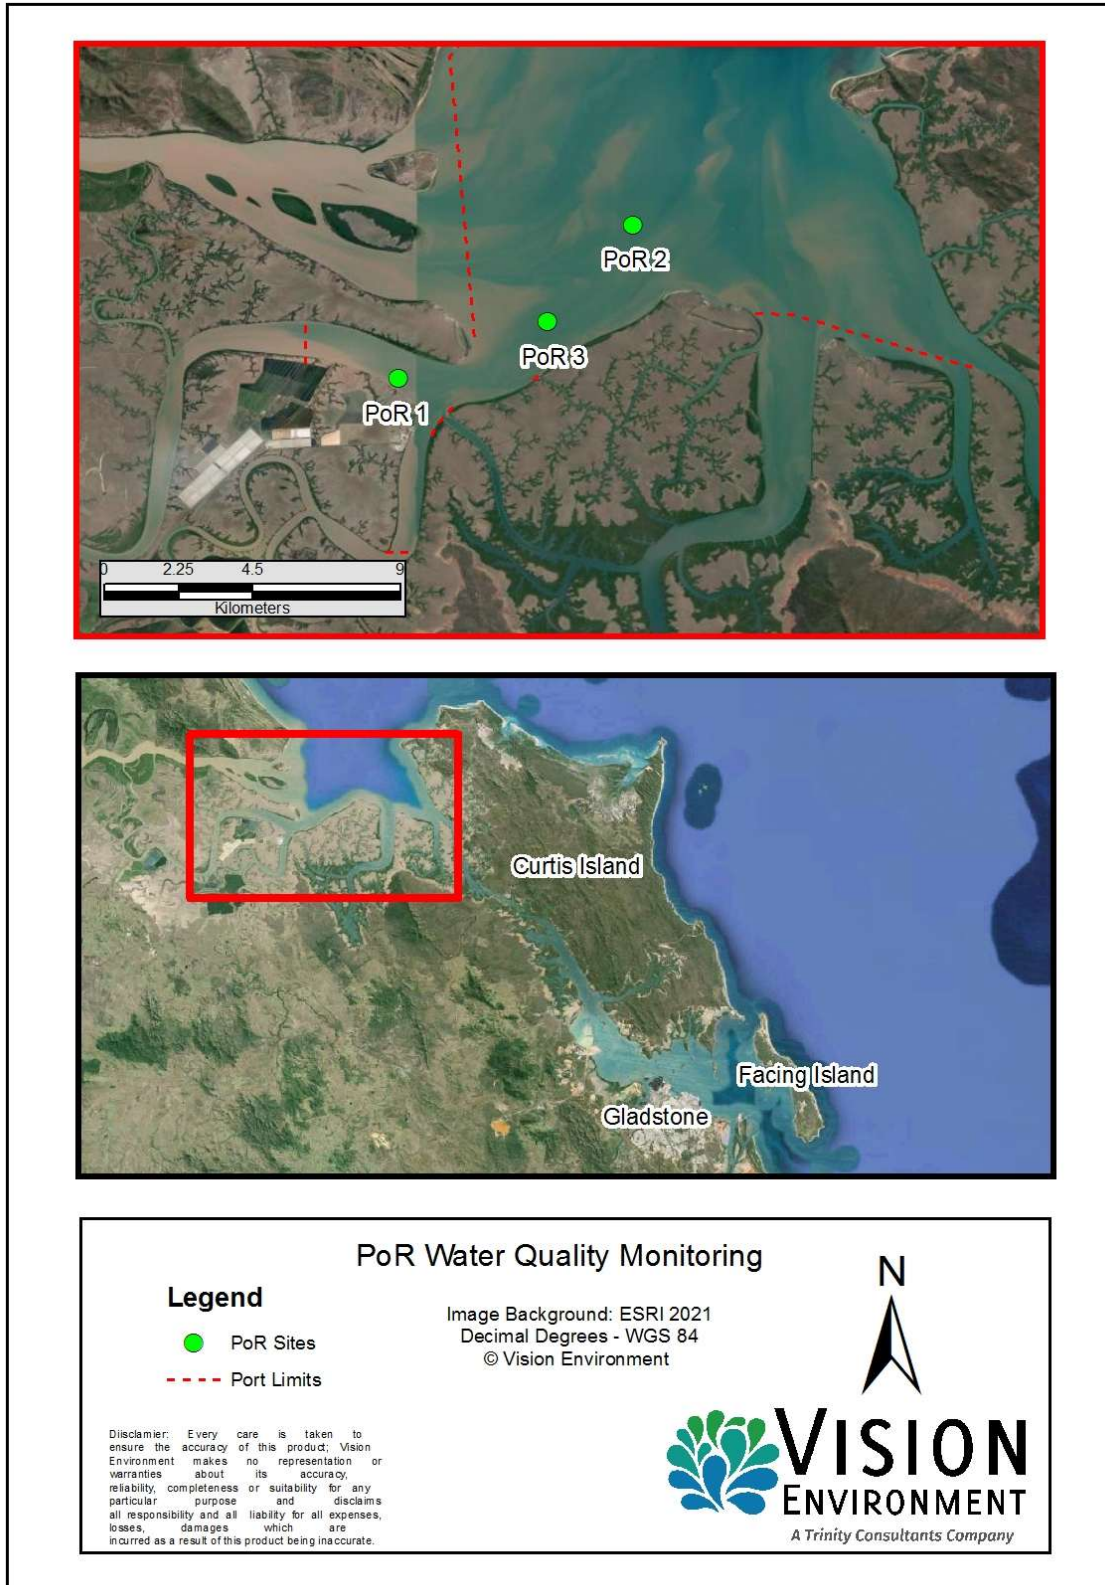 PoR 2
PoR 3
PoR 1
0 2.25 4.5 9
Kilometers
Curtis Island
Facing Island
Gladstone
PoR Water Quality Monitoring
Legend
PoR Sites
Port Limits
Image Background: ESRI 2021
Decimal Degrees - WGS 84
© Vision Environment
N
Diisclamier: Every care is taken to
ensure the accuracy of this product; Vision
Environment makes no representation or
warranties about its accuracy,
reliability, completeness or suitability for any
particular purpose and disclaims
all responsibility and all liability for all expenses,
losses, damages which are
incurred as a result of this product being inaccurate.
VISION
ENVIRONMENT
A Trinity Consultants Company